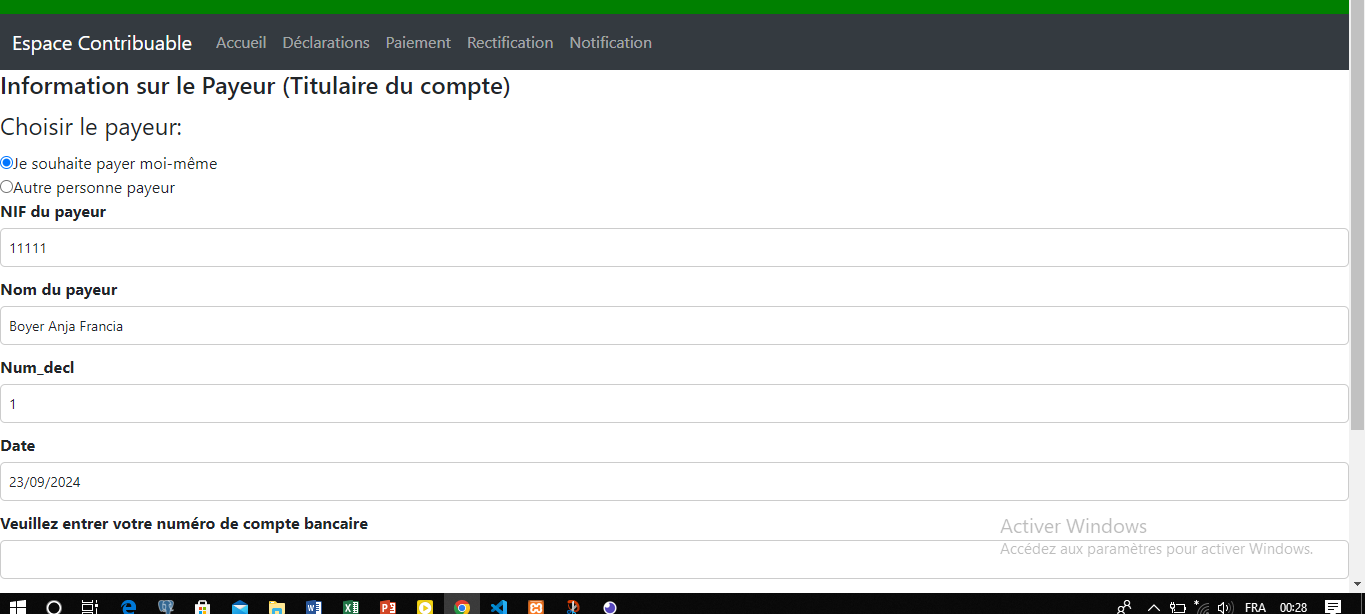 Espace Contribuable Accueil Déclarations Paiement Rectification Notification
Information sur le Payeur (Titulaire du compte)
Choisir le payeur:
Je souhaite payer moi-même
Autre personne payeur
NIF du payeur
11111
Nom du payeur
Boyer Anja Francia
Num_decl
1
Date
23/09/2024
Veuillez entrer votre numéro de compte bancaire
Activer Windows
Accédez aux paramètres pour activer Windows.
FRA 00:28